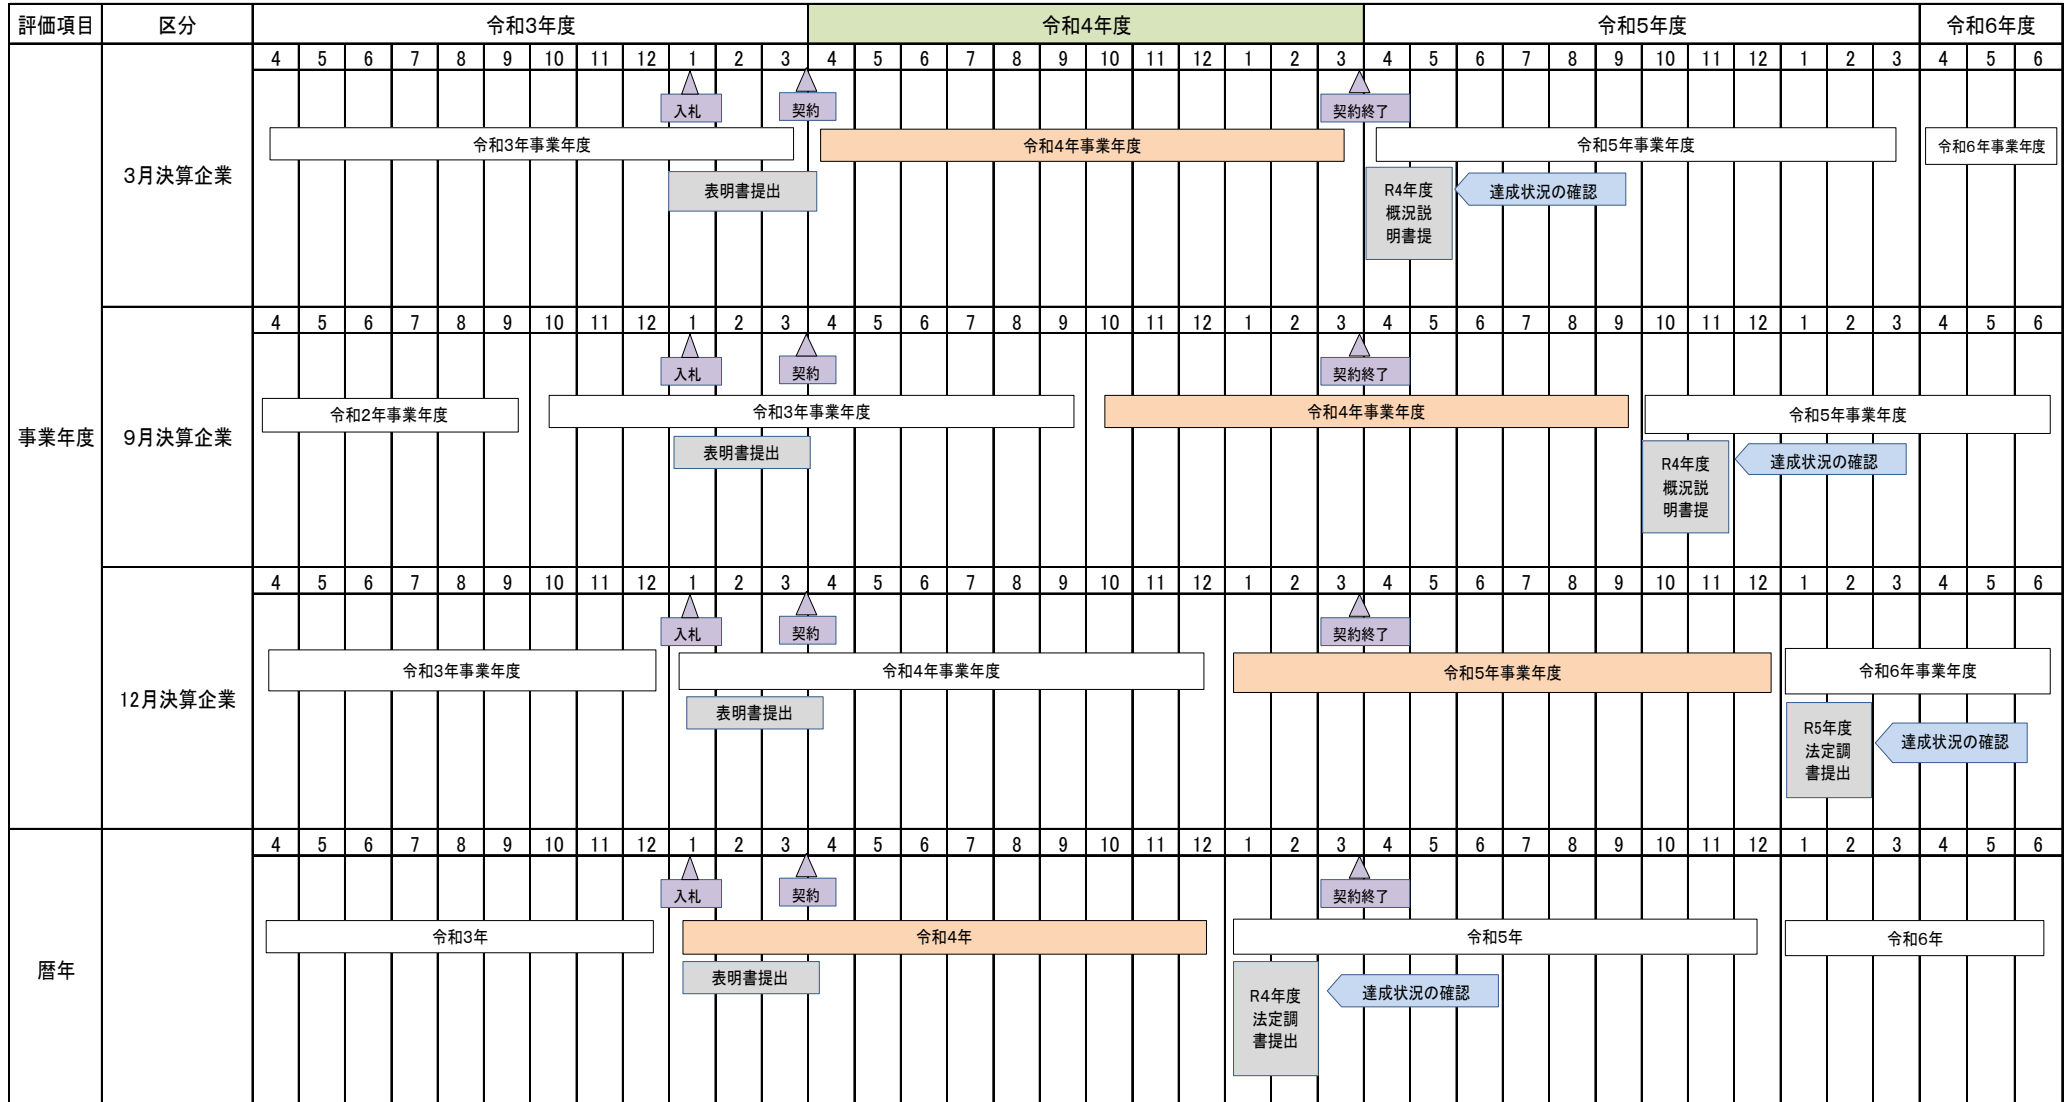 評価項目 区分 令和3年度 令和4年度 令和5年度 令和6年度
4 5 6 7 8 9 10 11 12 1 2 3 4 5 6 7 8 9 10 11 12 1 2 3 4 5 6 7 8 9 10 11 12 1 2 3 4 5 6
入札 契約 契約終了
令和3年事業年度 令和4年事業年度 令和5年事業年度 令和6年事業年度
3月決算企業
表明書提出
R4年度
概況説
明書提
達成状況の確認
4 5 6 7 8 9 10 11 12 1 2 3 4 5 6 7 8 9 10 11 12 1 2 3 4 5 6 7 8 9 10 11 12 1 2 3 4 5 6
入札 契約 契約終了
令和2年事業年度 令和3年事業年度 令和4年事業年度 令和5年事業年度
事業年度 9月決算企業
表明書提出
R4年度
概況説
明書提
達成状況の確認
4 5 6 7 8 9 10 11 12 1 2 3 4 5 6 7 8 9 10 11 12 1 2 3 4 5 6 7 8 9 10 11 12 1 2 3 4 5 6
入札 契約 契約終了
令和3年事業年度 令和4年事業年度 令和5年事業年度 令和6年事業年度
12月決算企業
表明書提出
R5年度
法定調
書提出
達成状況の確認
4 5 6 7 8 9 10 11 12 1 2 3 4 5 6 7 8 9 10 11 12 1 2 3 4 5 6 7 8 9 10 11 12 1 2 3 4 5 6
入札 契約 契約終了
令和3年 令和4年 令和5年 令和6年
暦年
表明書提出
R4年度
法定調
書提出
達成状況の確認